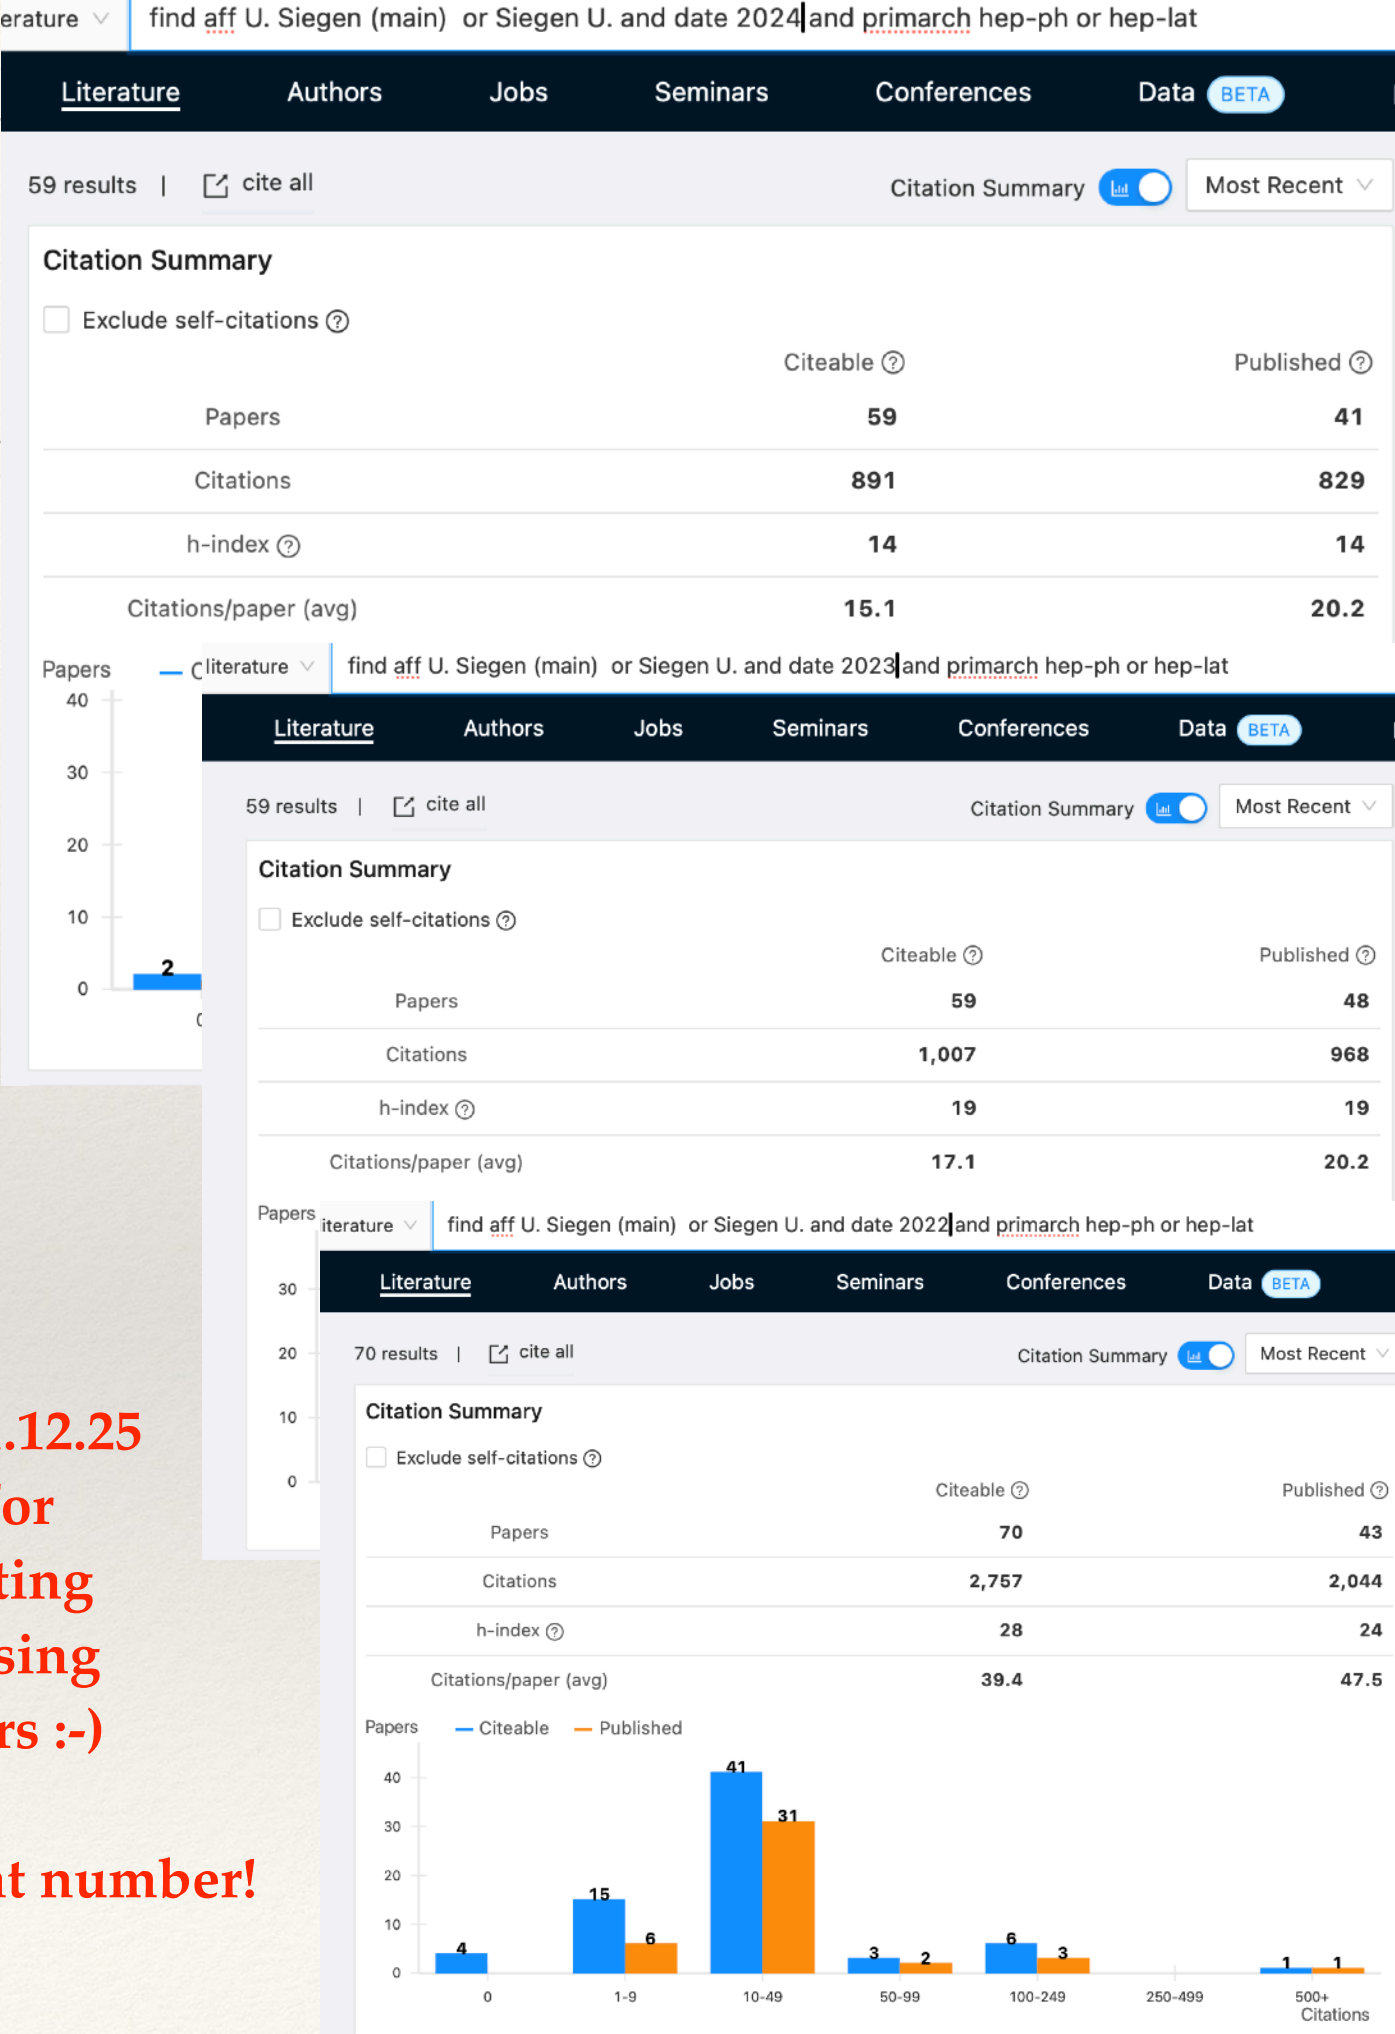 find aff U. Siegen (main) or Siegen U. and date 2024 and primarch hep-ph or hep-lat
Literature Authors Jobs Seminars Conferences Data BETA
59 results | cite all Citation Summary Most Recent
Citation Summary
Exclude self-citations
Citeable Published
Papers 59 41
Citations 891 829
h-index 14 14
Citations/paper (avg) 15.1 20.2
Papers
40
30
20
10
2
0
literature find aff U. Siegen (main) or Siegen U. and date 2023 and primarch hep-ph or hep-lat
Literature Authors Jobs Seminars Conferences Data BETA
59 results | cite all Citation Summary Most Recent
Citation Summary
Exclude self-citations
Citeable Published
Papers 59 48
Citations 1,007 968
h-index 19 19
Citations/paper (avg) 17.1 20.2
Papers
30
20
10
0
iterature find aff U. Siegen (main) or Siegen U. and date 2022 and primarch hep-ph or hep-lat
Literature Authors Jobs Seminars Conferences Data BETA
70 results | cite all Citation Summary Most Recent
Citation Summary
Exclude self-citations
Citeable Published
Papers 70 43
Citations 2,757 2,044
h-index 28 24
Citations/paper (avg) 39.4 47.5
Papers Citeable Published
40
30
20
10
0
4 15 6 41 31 3 2 6 3 1 1
0 1-9 10-49 50-99 100-249 250-499 500+
Citations
.12.25
for
ting
sing
rs :-)
number!